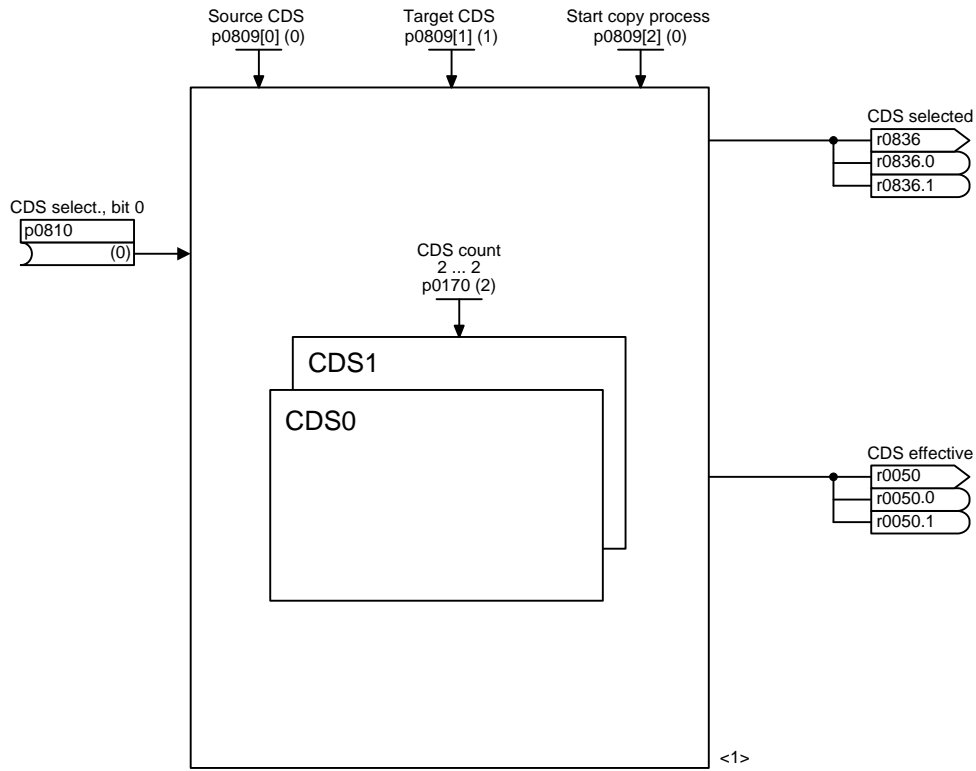 Source CDS
p0809[0] (0)
Target CDS
p0809[1] (1)
Start copy process
p0809[2] (0)
CDS selected
r0836
r0836.0
r0836.1
CDS select., bit 0
p0810
(0)
CDS count
2 ... 2
p0170 (2)
CDS1
CDS0
CDS effective
r0050
r0050.0
r0050.1
<1>